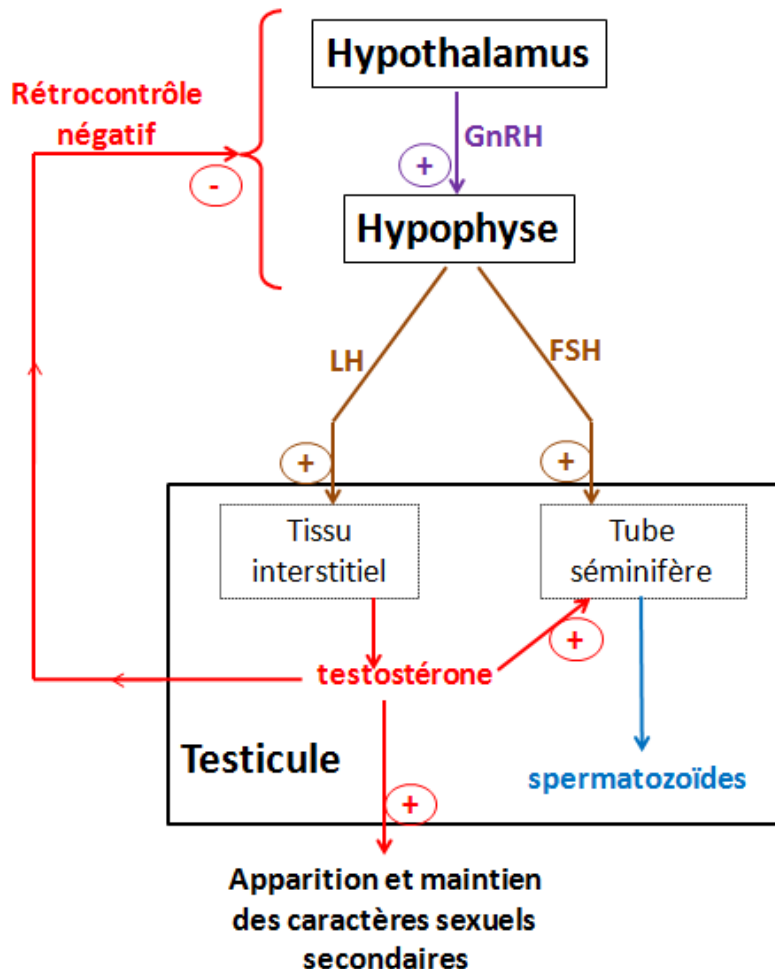 Hypothalamus
Rétrocontrôle
négatif
GnRH
+
-
Hypophyse
LH
FSH
+
+
Tissu
interstitiel
Tube
séminifère
+
testostérone
Testicule
spermatozoïdes
+
Apparition et maintien
des caractères sexuels
secondaires